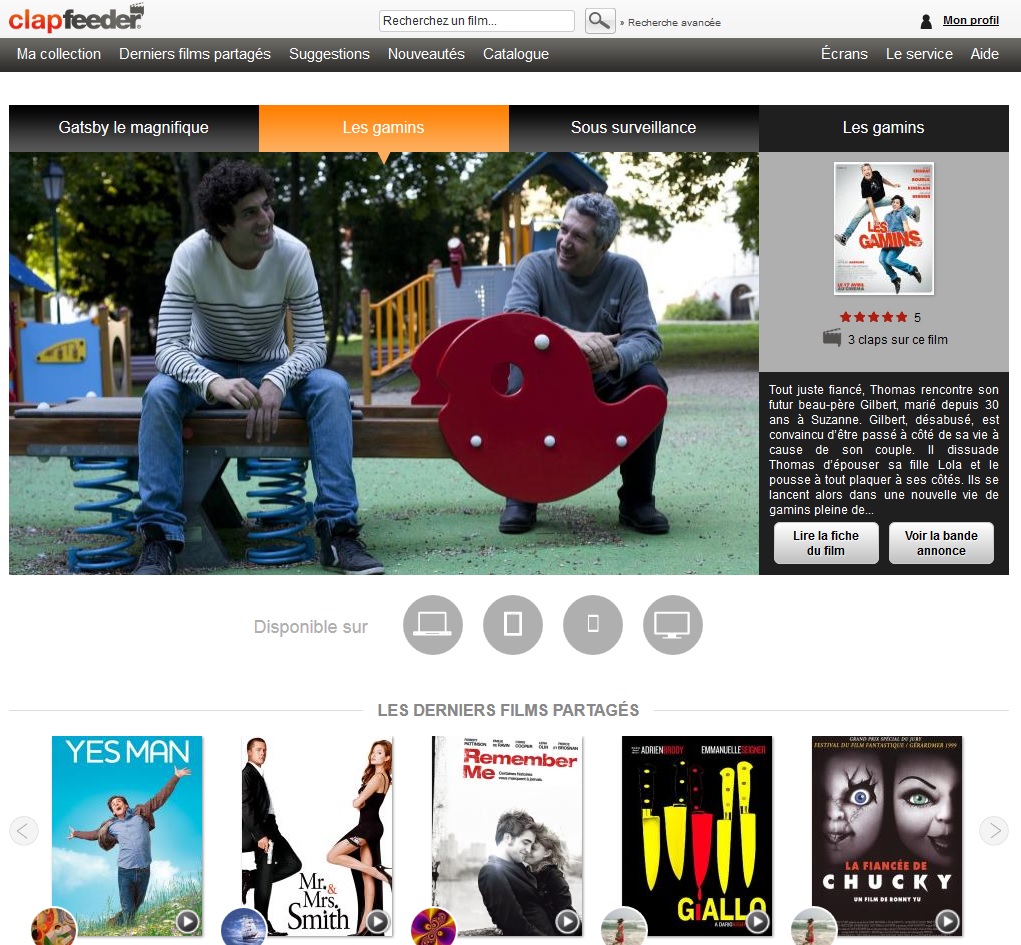 clapfeeder
Recherchez un film...
» Recherche avancée
Mon profil
Ma collection
Derniers films partagés
Suggestions
Nouveautés
Catalogue
Écrans
Le service
Aide
Gatsby le magnifique
Les gamins
Sous surveillance
Les gamins
LES
GAMINS
5
3 claps sur ce film
Tout juste fiancé, Thomas rencontre son
futur beau-père Gilbert, marié depuis 30
ans à Suzanne. Gilbert, désabusé, est
convaincu d'être passé à côté de sa vie à
cause de son couple. Il dissuade
Thomas d'épouser sa fille Lola et le
pousse à tout plaquer à ses côtés. Ils se
lancent alors dans une nouvelle vie de
gamins pleine de...
Lire la fiche
du film
Voir la bande
annonce
Disponible sur
LES DERNIERS FILMS PARTAGÉS
YES MAN
Mr. &
Mrs.
Smith
Remember
Me
ADRIEN BRODY
EMMANUELLE SEIGNER
GiALLO
GRAND PRIX SPÉCIAL DU JURY
FESTIVAL DU FILM FANTASTIQUE / GERARDMER 1999
LA FIANCÉE DE
CHUCKY
UN FILM DE RONNY YU